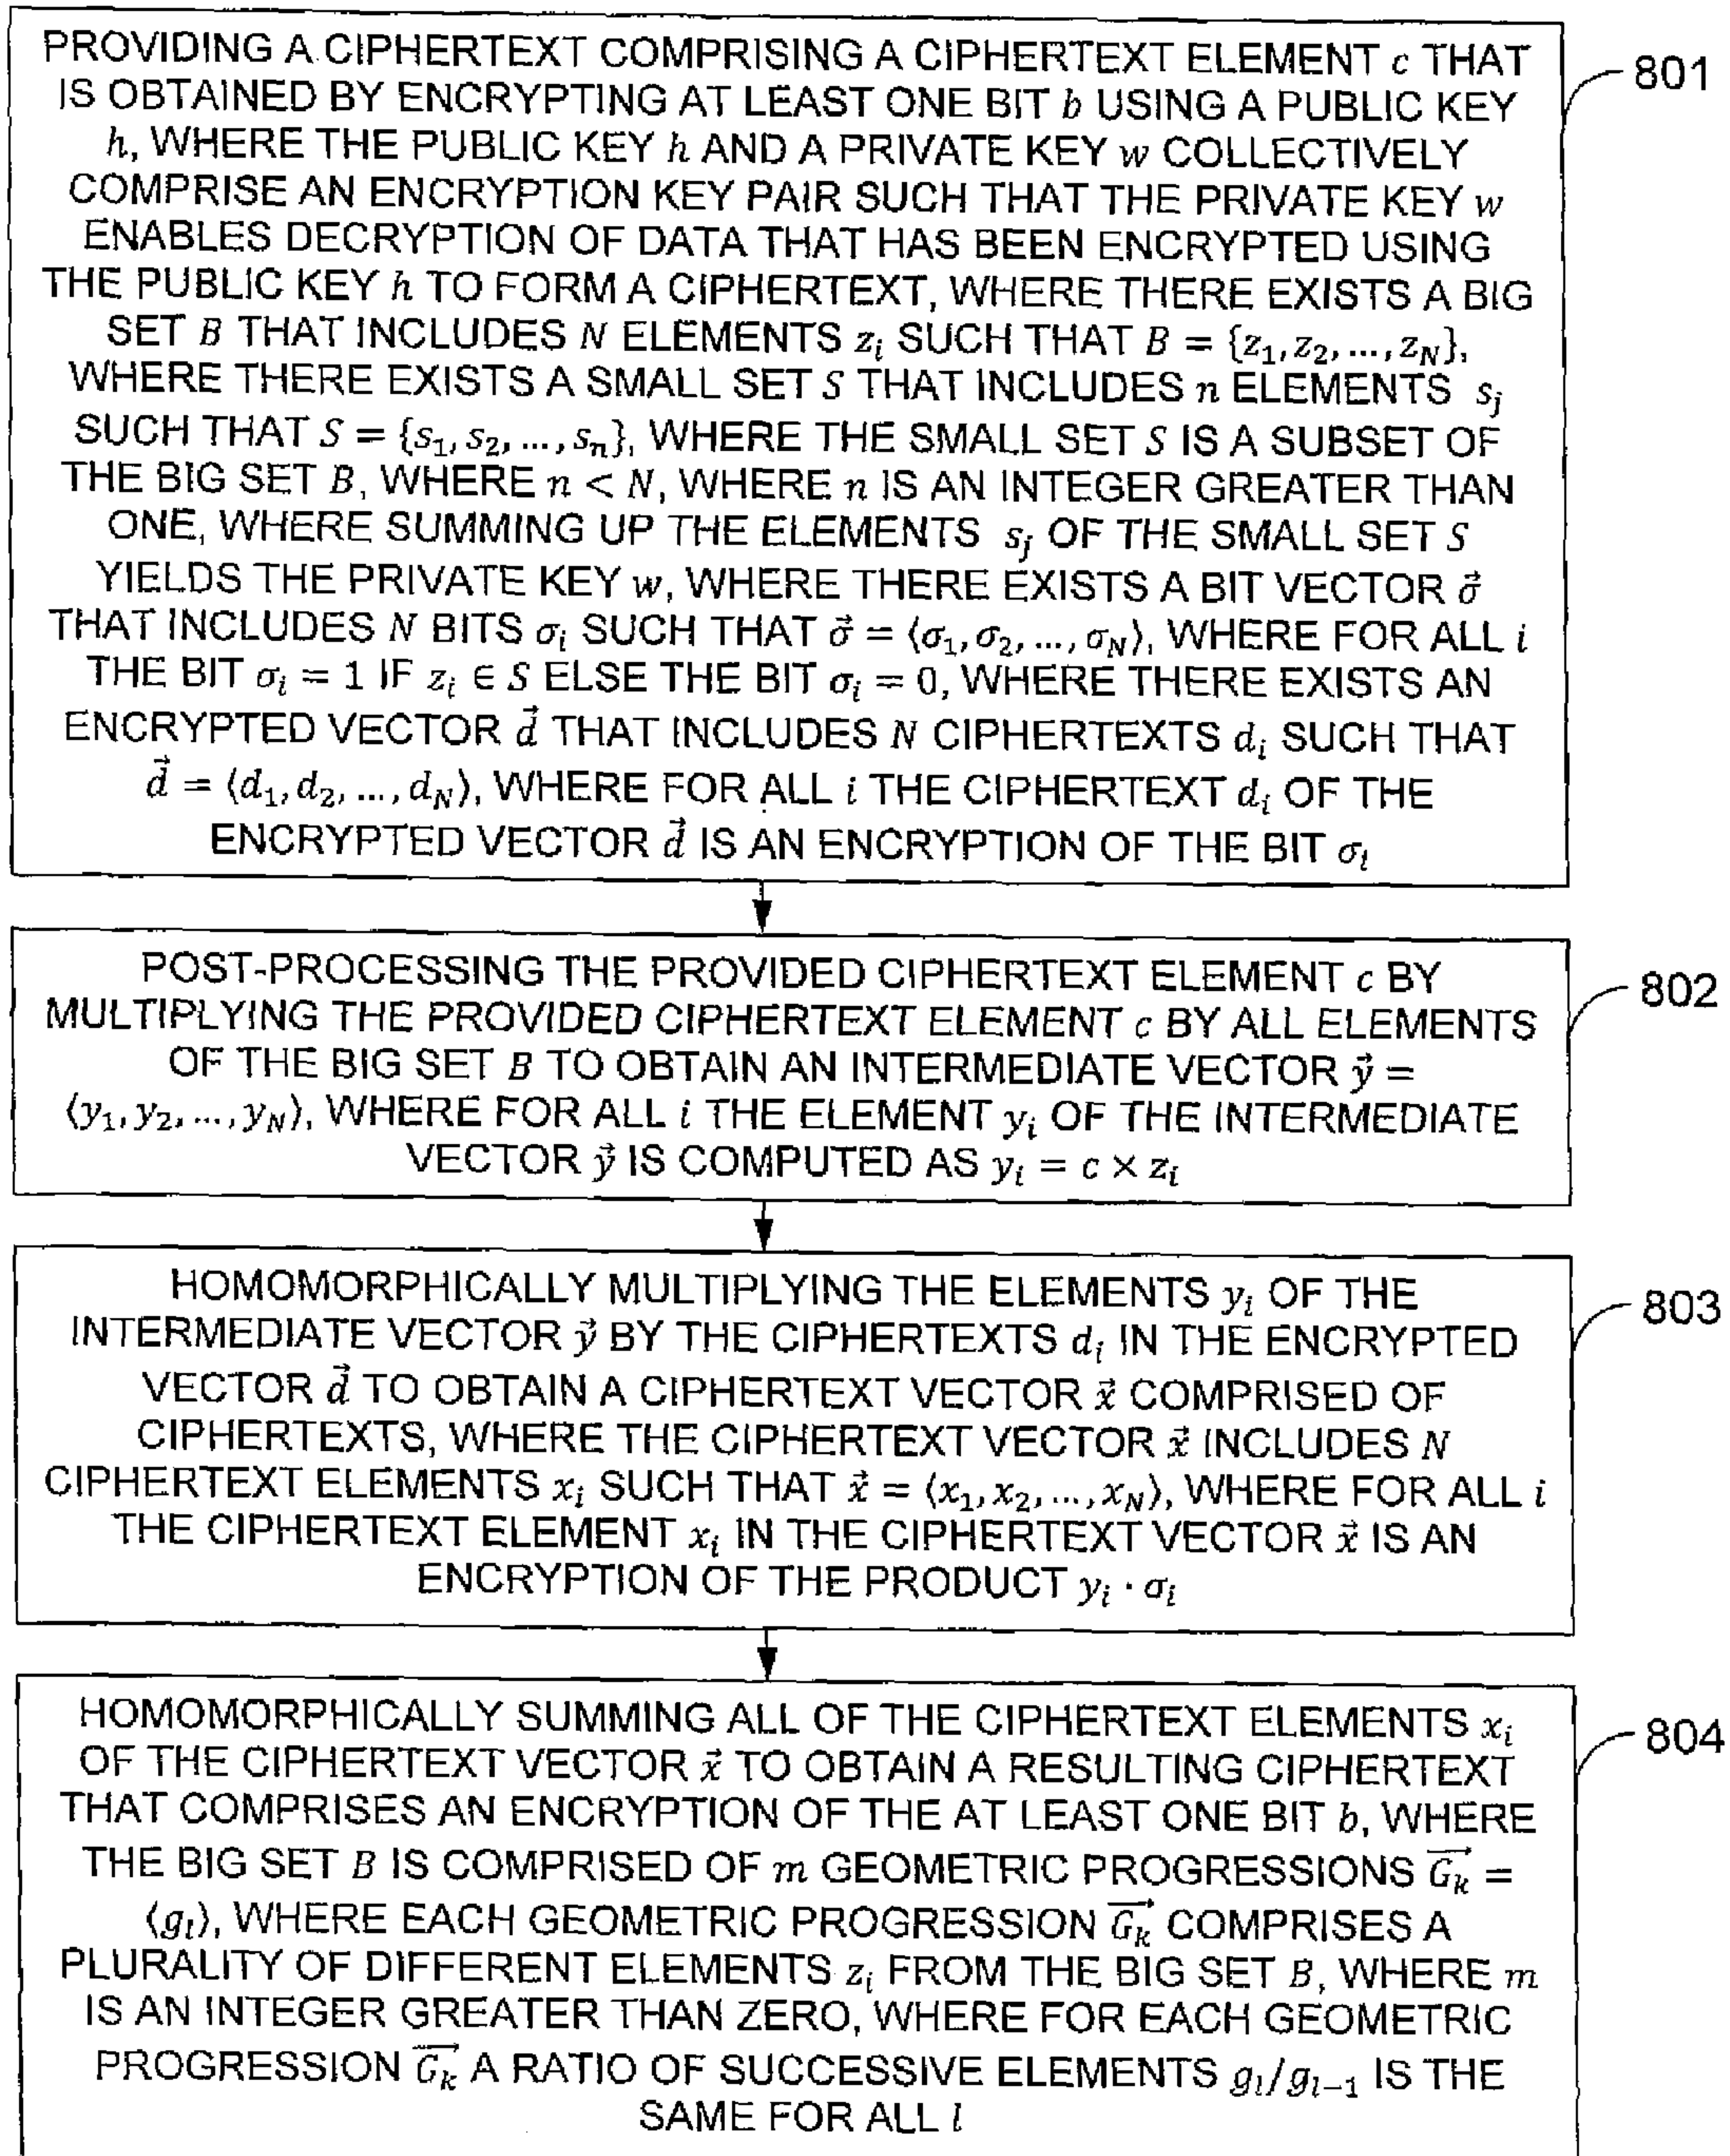 PROVIDING A CIPHERTEXT COMPRISING A CIPHERTEXT ELEMENT c THAT
IS OBTAINED BY ENCRYPTING AT LEAST ONE BIT b USING A PUBLIC KEY
h, WHERE THE PUBLIC KEY h AND A PRIVATE KEY w COLLECTIVELY
COMPRISE AN ENCRYPTION KEY PAIR SUCH THAT THE PRIVATE KEY w
ENABLES DECRYPTION OF DATA THAT HAS BEEN ENCRYPTED USING
THE PUBLIC KEY h TO FORM A CIPHERTEXT, WHERE THERE EXISTS A BIG
SET B THAT INCLUDES N ELEMENTS z_i SUCH THAT B = {z_1, z_2, ..., z_N},
WHERE THERE EXISTS A SMALL SET S THAT INCLUDES n ELEMENTS s_j
SUCH THAT S = {s_1, s_2, ..., s_n}, WHERE THE SMALL SET S IS A SUBSET OF
THE BIG SET B, WHERE n < N, WHERE n IS AN INTEGER GREATER THAN
ONE, WHERE SUMMING UP THE ELEMENTS s_j OF THE SMALL SET S
YIELDS THE PRIVATE KEY w, WHERE THERE EXISTS A BIT VECTOR σ⃗
THAT INCLUDES N BITS σ_i SUCH THAT σ⃗ = ⟨σ_1, σ_2, ..., σ_N⟩, WHERE FOR ALL i
THE BIT σ_i = 1 IF z_i ∈ S ELSE THE BIT σ_i = 0, WHERE THERE EXISTS AN
ENCRYPTED VECTOR d⃗ THAT INCLUDES N CIPHERTEXTS d_i SUCH THAT
d⃗ = ⟨d_1, d_2, ..., d_N⟩, WHERE FOR ALL i THE CIPHERTEXT d_i OF THE
ENCRYPTED VECTOR d⃗ IS AN ENCRYPTION OF THE BIT σ_i
801
POST-PROCESSING THE PROVIDED CIPHERTEXT ELEMENT c BY
MULTIPLYING THE PROVIDED CIPHERTEXT ELEMENT c BY ALL ELEMENTS
OF THE BIG SET B TO OBTAIN AN INTERMEDIATE VECTOR y⃗ =
⟨y_1, y_2, ..., y_N⟩, WHERE FOR ALL i THE ELEMENT y_i OF THE INTERMEDIATE
VECTOR y⃗ IS COMPUTED AS y_i = c × z_i
802
HOMOMORPHICALLY MULTIPLYING THE ELEMENTS y_i OF THE
INTERMEDIATE VECTOR y⃗ BY THE CIPHERTEXTS d_i IN THE ENCRYPTED
VECTOR d⃗ TO OBTAIN A CIPHERTEXT VECTOR x⃗ COMPRISED OF
CIPHERTEXTS, WHERE THE CIPHERTEXT VECTOR x⃗ INCLUDES N
CIPHERTEXT ELEMENTS x_i SUCH THAT x⃗ = ⟨x_1, x_2, ..., x_N⟩, WHERE FOR ALL i
THE CIPHERTEXT ELEMENT x_i IN THE CIPHERTEXT VECTOR x⃗ IS AN
ENCRYPTION OF THE PRODUCT y_i · σ_i
803
HOMOMORPHICALLY SUMMING ALL OF THE CIPHERTEXT ELEMENTS x_i
OF THE CIPHERTEXT VECTOR x⃗ TO OBTAIN A RESULTING CIPHERTEXT
THAT COMPRISES AN ENCRYPTION OF THE AT LEAST ONE BIT b, WHERE
THE BIG SET B IS COMPRISED OF m GEOMETRIC PROGRESSIONS G_k⃗ =
⟨g_l⟩, WHERE EACH GEOMETRIC PROGRESSION G_k⃗ COMPRISES A
PLURALITY OF DIFFERENT ELEMENTS z_i FROM THE BIG SET B, WHERE m
IS AN INTEGER GREATER THAN ZERO, WHERE FOR EACH GEOMETRIC
PROGRESSION G_k⃗ A RATIO OF SUCCESSIVE ELEMENTS g_l/g_{l-1} IS THE
SAME FOR ALL l
804